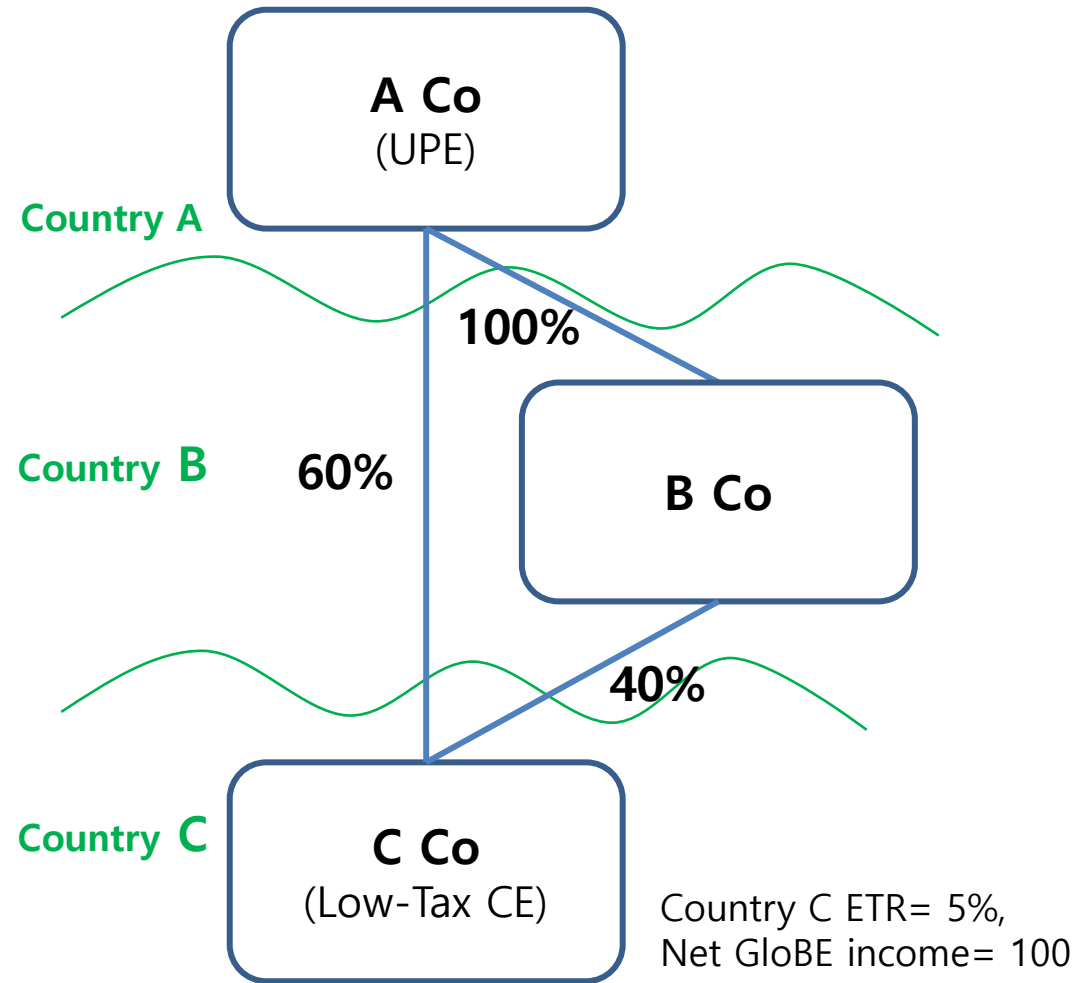 A Co
(UPE)
Country A
100%
Country B
60%
B Co
40%
Country C
C Co
(Low-Tax CE)
Country C ETR= 5%,
Net GloBE income= 100